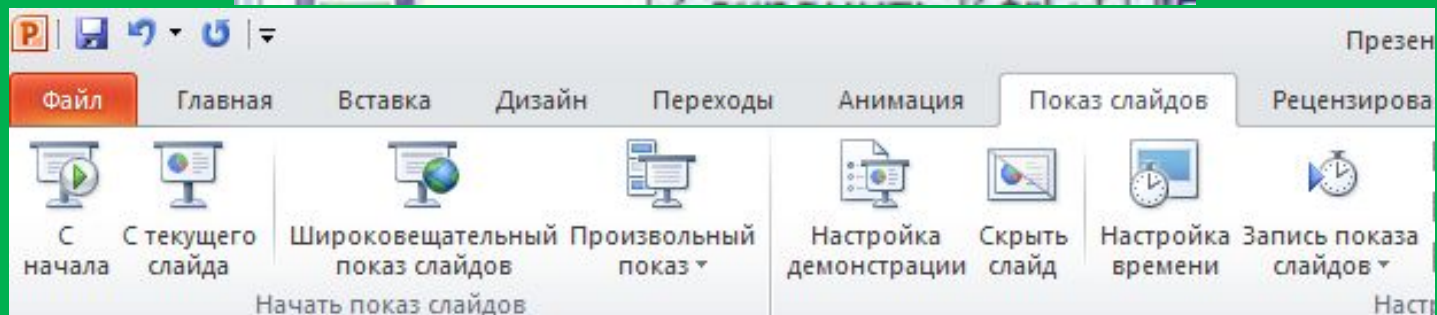 Презен
Файл Главная Вставка Дизайн Переходы Анимация Показ слайдов Рецензирова
С начала
С текущего слайда
Широковещательный показ слайдов
Произвольный показ
Настройка демонстрации
Скрыть слайд
Настройка времени
Запись показа слайдов
Начать показ слайдов
Настр